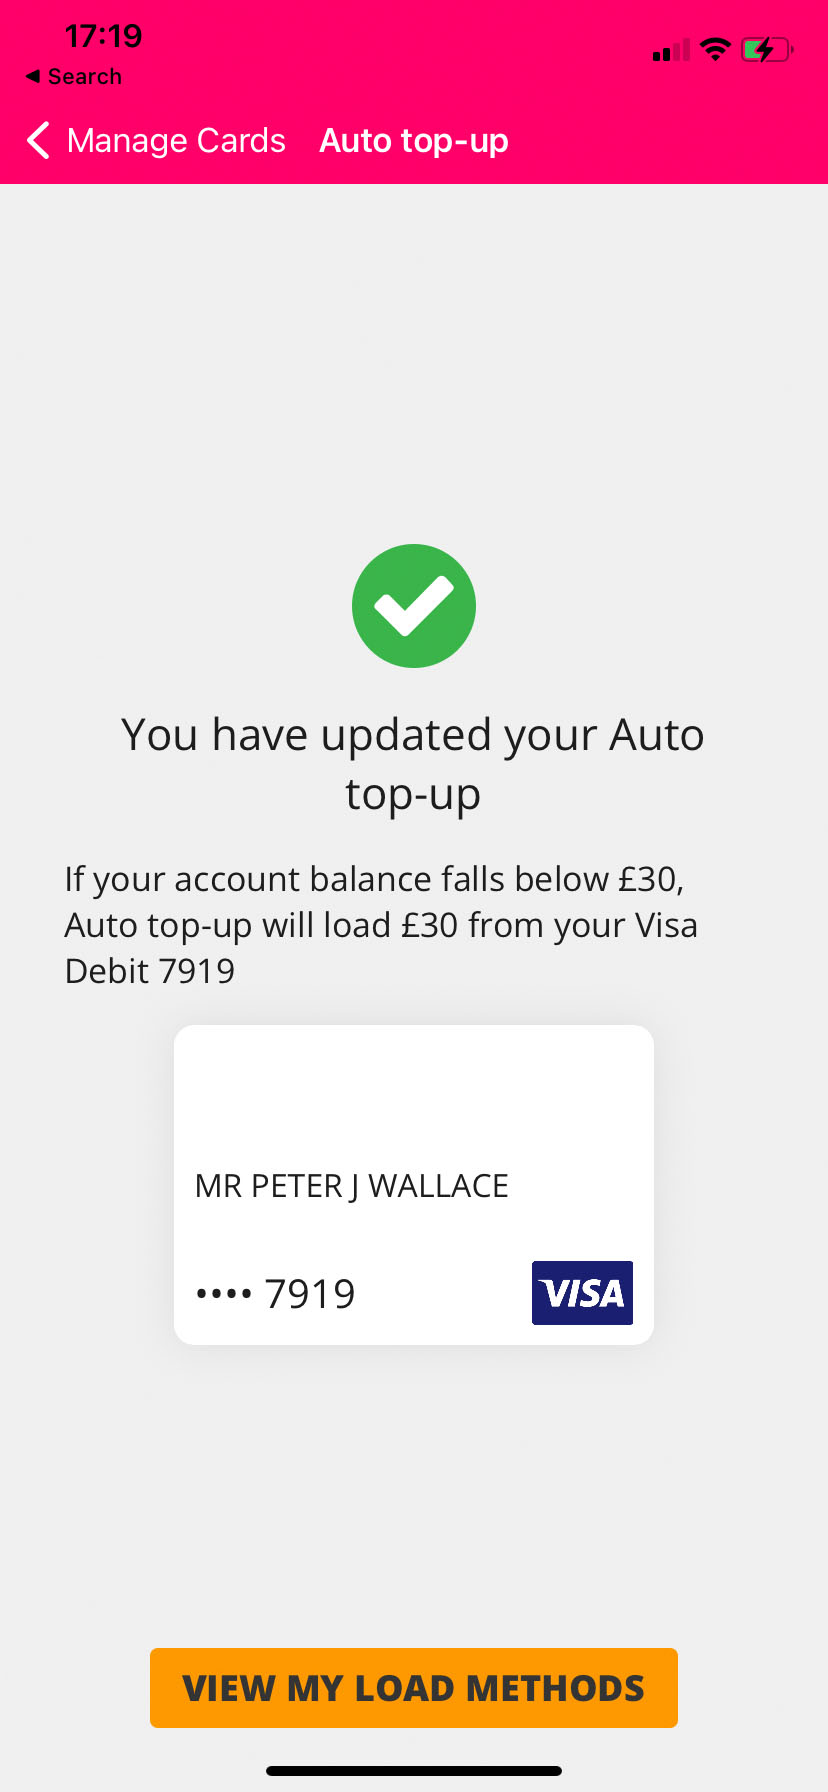 17:19
◀ Search
Manage Cards Auto top-up
You have updated your Auto
top-up
If your account balance falls below £30,
Auto top-up will load £30 from your Visa
Debit 7919
MR PETER J WALLACE
•••• 7919
VISA
VIEW MY LOAD METHODS